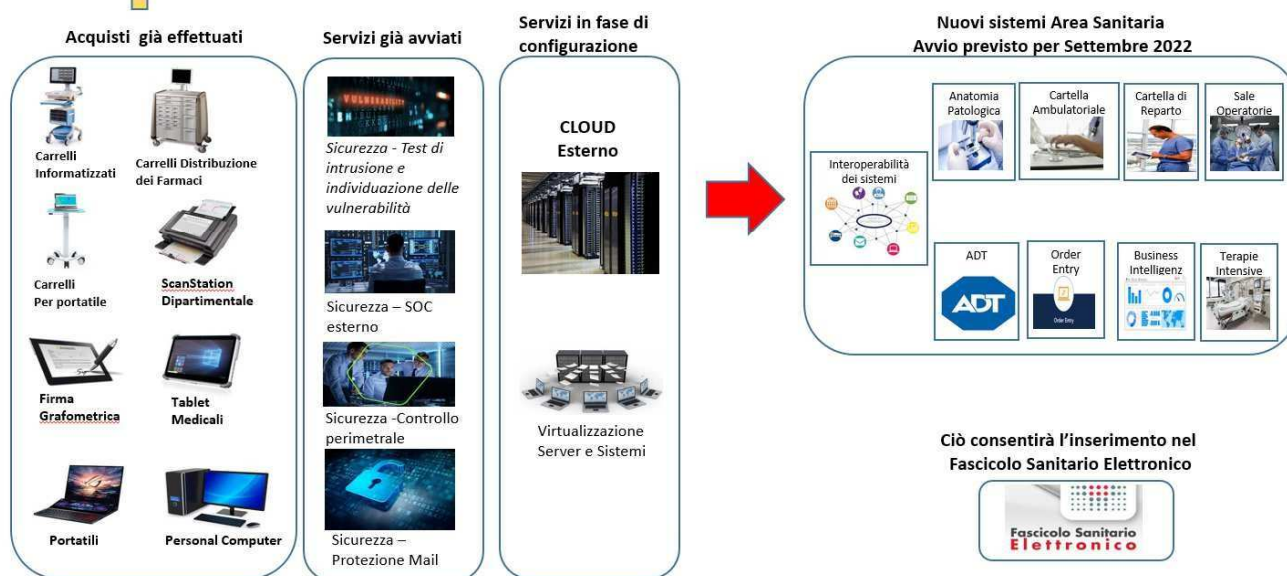 Acquisti già effettuati
Carrelli
Informatizzati
Carrelli Distribuzione
dei Farmaci
Carrelli
Per portatile
ScanStation
Dipartimentale
Firma
Grafometrica
Tablet
Medicali
Portatili
Personal Computer
Servizi già avviati
VULNERABILITY
Sicurezza - Test di
intrusione e
individuazione delle
vulnerabilità
Sicurezza – SOC
esterno
Sicurezza -Controllo
perimetrale
Sicurezza –
Protezione Mail
Servizi in fase di
configurazione
CLOUD
Esterno
Virtualizzazione
Server e Sistemi
Nuovi sistemi Area Sanitaria
Avvio previsto per Settembre 2022
Interoperabilità
dei sistemi
Anatomia
Patologica
Cartella
Ambulatoriale
Cartella di
Reparto
Sale
Operatorie
ADT
ADT
Order
Entry
Order Entry
Business
Intelligenz
Terapie
Intensive
Ciò consentirà l’inserimento nel
Fascicolo Sanitario Elettronico
Fascicolo Sanitario
Elettronico